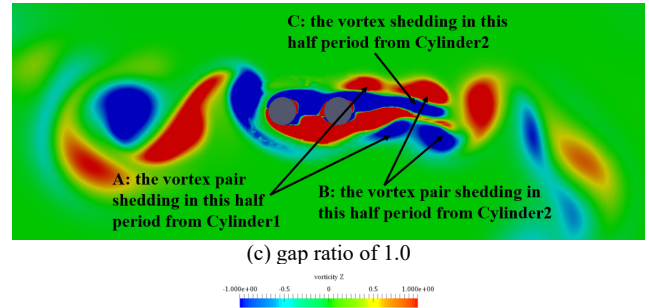 C: the vortex shedding in this
half period from Cylinder2
A: the vortex pair
shedding in this half
period from Cylinder1
B: the vortex pair shedding in
this half period from Cylinder2
(c) gap ratio of 1.0
vorticity Z
-1.000e+00 -0.5 0 0.5 1.000e+00